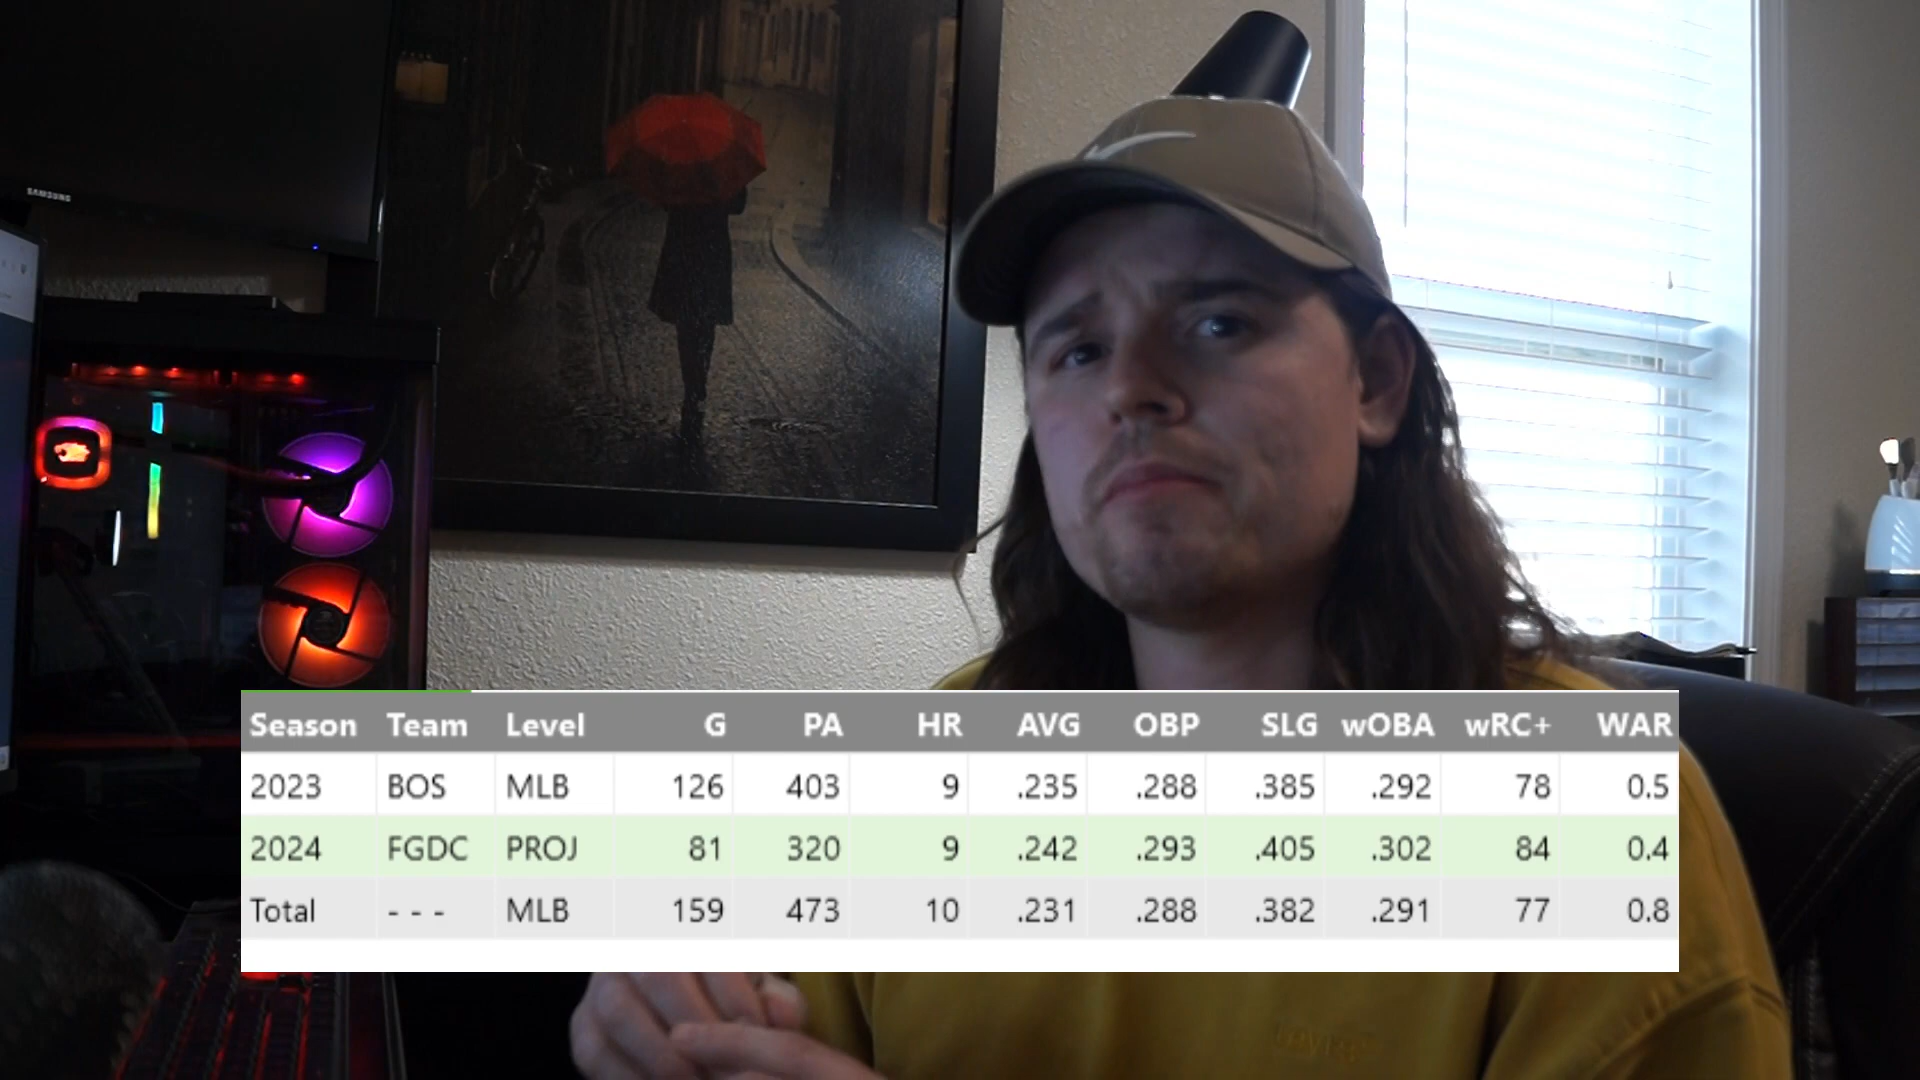 SAMSUNG
Season Team Level G PA HR AVG OBP SLG wOBA wRC+ WAR
2023 BOS MLB 126 403 9 .235 .288 .385 .292 78 0.5
2024 FGDC PROJ 81 320 9 .242 .293 .405 .302 84 0.4
Total - - - MLB 159 473 10 .231 .288 .382 .291 77 0.8